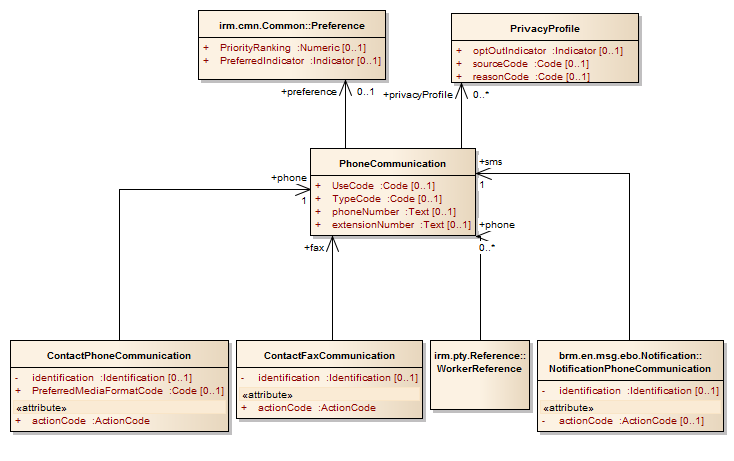 irm.cmn.Common::Preference
+ PriorityRanking :Numeric [0..1]
+ PreferredIndicator :Indicator [0..1]
PrivacyProfile
+ optOutIndicator :Indicator [0..1]
+ sourceCode :Code [0..1]
+ reasonCode :Code [0..1]
+preference 0..1
+privacyProfile 0..*
PhoneCommunication
+ UseCode :Code [0..1]
+ TypeCode :Code [0..1]
+ phoneNumber :Text [0..1]
+ extensionNumber :Text [0..1]
+phone
1
+sms
1
+phone
0..*
+fax
ContactPhoneCommunication
- identification :Identification [0..1]
+ PreferredMediaFormatCode :Code [0..1]
«attribute»
+ actionCode :ActionCode
ContactFaxCommunication
- identification :Identification [0..1]
«attribute»
+ actionCode :ActionCode
irm.pty.Reference::
WorkerReference
brm.en.msg.ebo.Notification::
NotificationPhoneCommunication
- identification :Identification [0..1]
«attribute»
- actionCode :ActionCode [0..1]